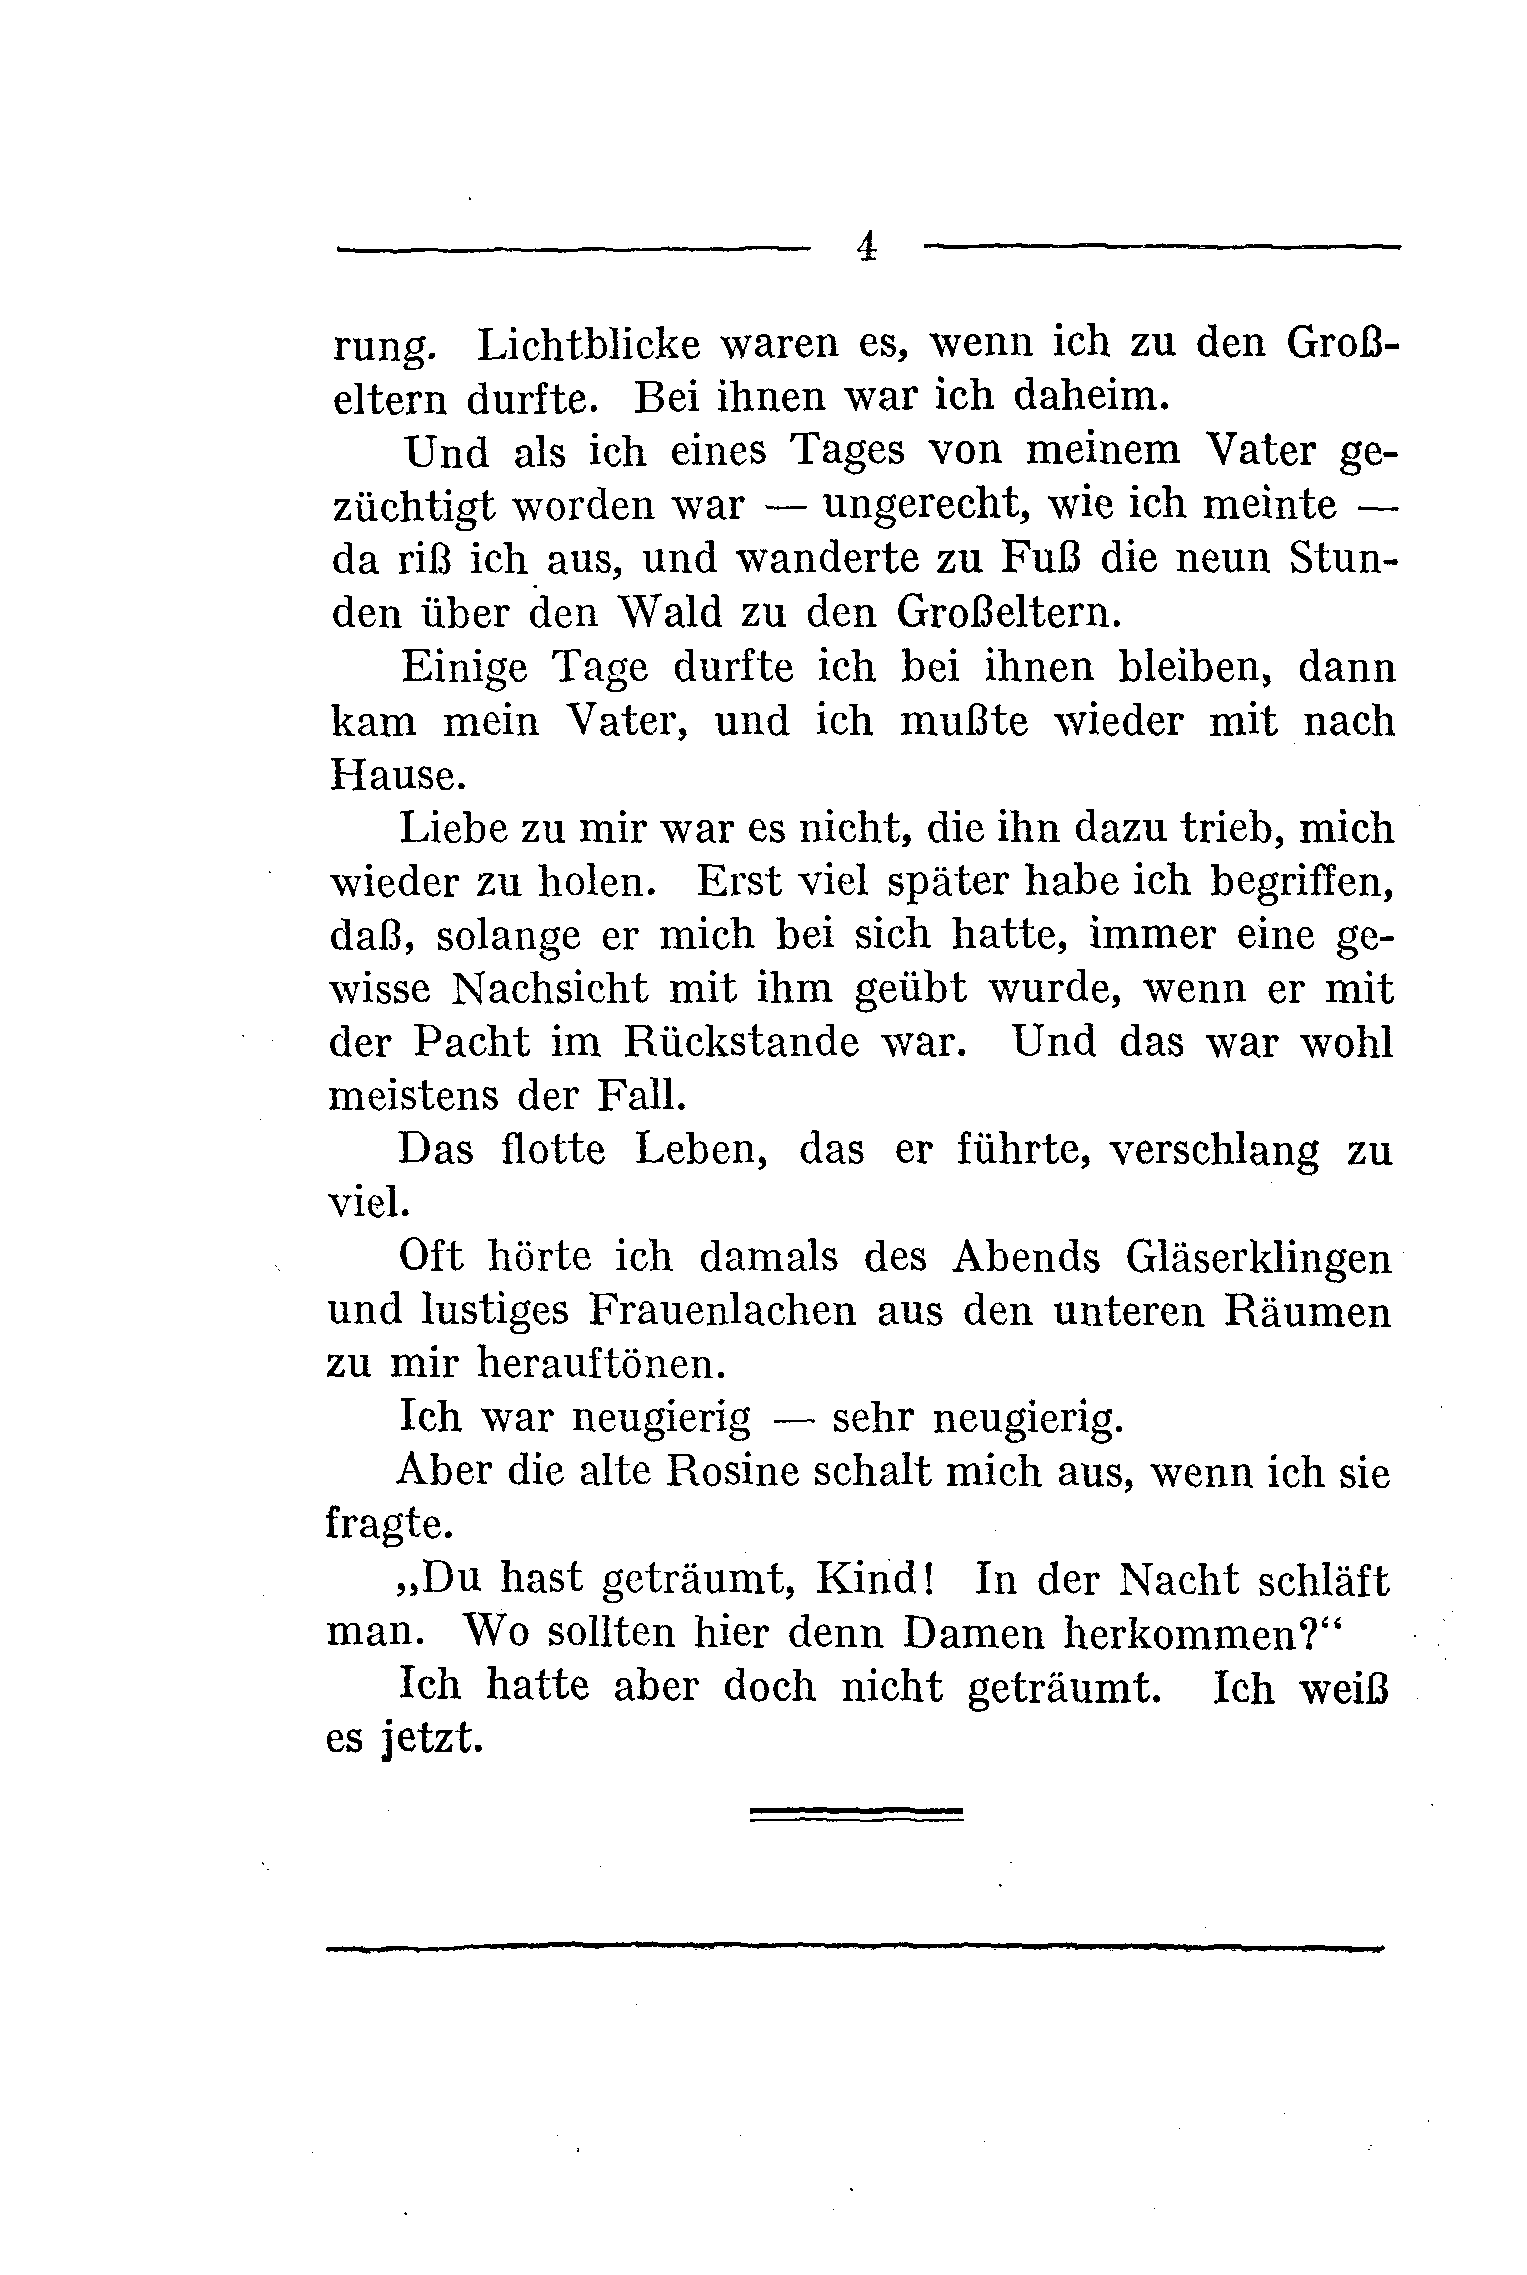 4
rung. Lichtblicke waren es, wenn ich zu den Groß-
eltern durfte. Bei ihnen war ich daheim.
Und als ich eines Tages von meinem Vater ge-
züchtigt worden war — ungerecht, wie ich meinte —
da riß ich aus, und wanderte zu Fuß die neun Stun-
den über den Wald zu den Großeltern.
Einige Tage durfte ich bei ihnen bleiben, dann
kam mein Vater, und ich mußte wieder mit nach
Hause.
Liebe zu mir war es nicht, die ihn dazu trieb, mich
wieder zu holen. Erst viel später habe ich begriffen,
daß, solange er mich bei sich hatte, immer eine ge-
wisse Nachsicht mit ihm geübt wurde, wenn er mit
der Pacht im Rückstande war. Und das war wohl
meistens der Fall.
Das flotte Leben, das er führte, verschlang zu
viel.
Oft hörte ich damals des Abends Gläserklingen
und lustiges Frauenlachen aus den unteren Räumen
zu mir herauftönen.
Ich war neugierig — sehr neugierig.
Aber die alte Rosine schalt mich aus, wenn ich sie
fragte.
„Du hast geträumt, Kind! In der Nacht schläft
man. Wo sollten hier denn Damen herkommen?“
Ich hatte aber doch nicht geträumt. Ich weiß
es jetzt.